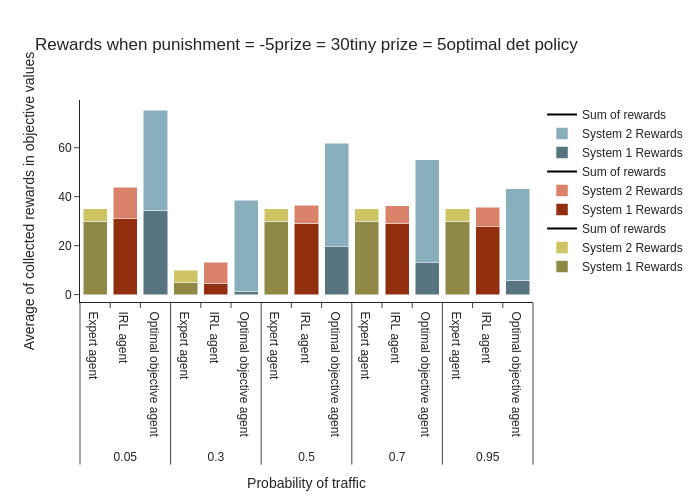 Rewards when punishment = -5prize = 30tiny prize = 5optimal det policy
Average of collected rewards in objective values
60
40
20
0
Sum of rewards
System 2 Rewards
System 1 Rewards
Sum of rewards
System 2 Rewards
System 1 Rewards
Sum of rewards
System 2 Rewards
System 1 Rewards
Expert agent
IRL agent
Optimal objective agent
Expert agent
IRL agent
Optimal objective agent
Expert agent
IRL agent
Optimal objective agent
Expert agent
IRL agent
Optimal objective agent
Expert agent
IRL agent
Optimal objective agent
0.05
0.3
0.5
0.7
0.95
Probability of traffic